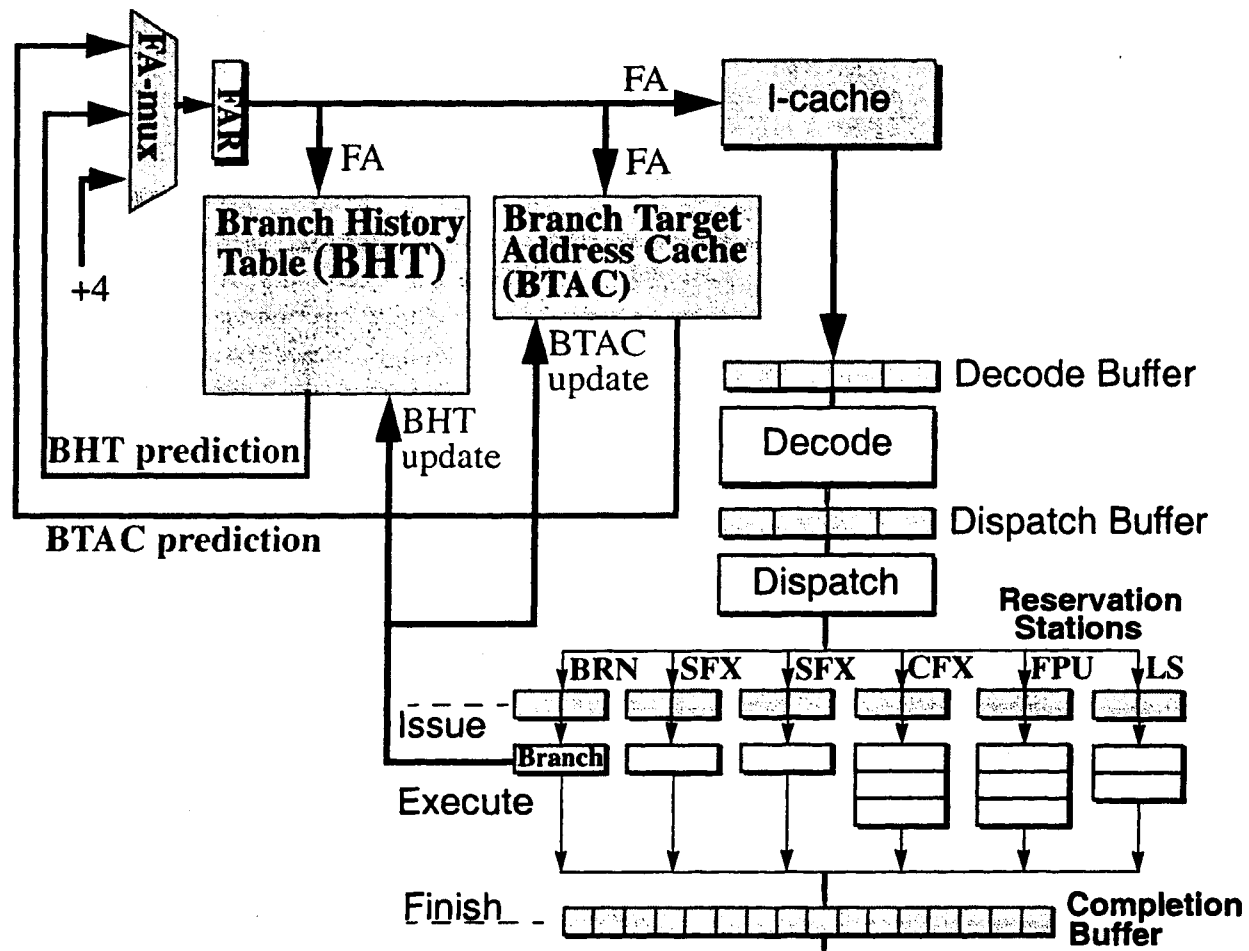 FA-mux
FAR
FA
I-cache
FA
FA
Branch History
Table (BHT)
Branch Target
Address Cache
(BTAC)
+4
BTAC
update
Decode Buffer
BHT
update
Decode
BHT prediction
BTAC prediction
Dispatch Buffer
Dispatch
Reservation
Stations
BRN
SFX
SFX
CFX
FPU
LS
Issue
Branch
Execute
Finish
Completion
Buffer